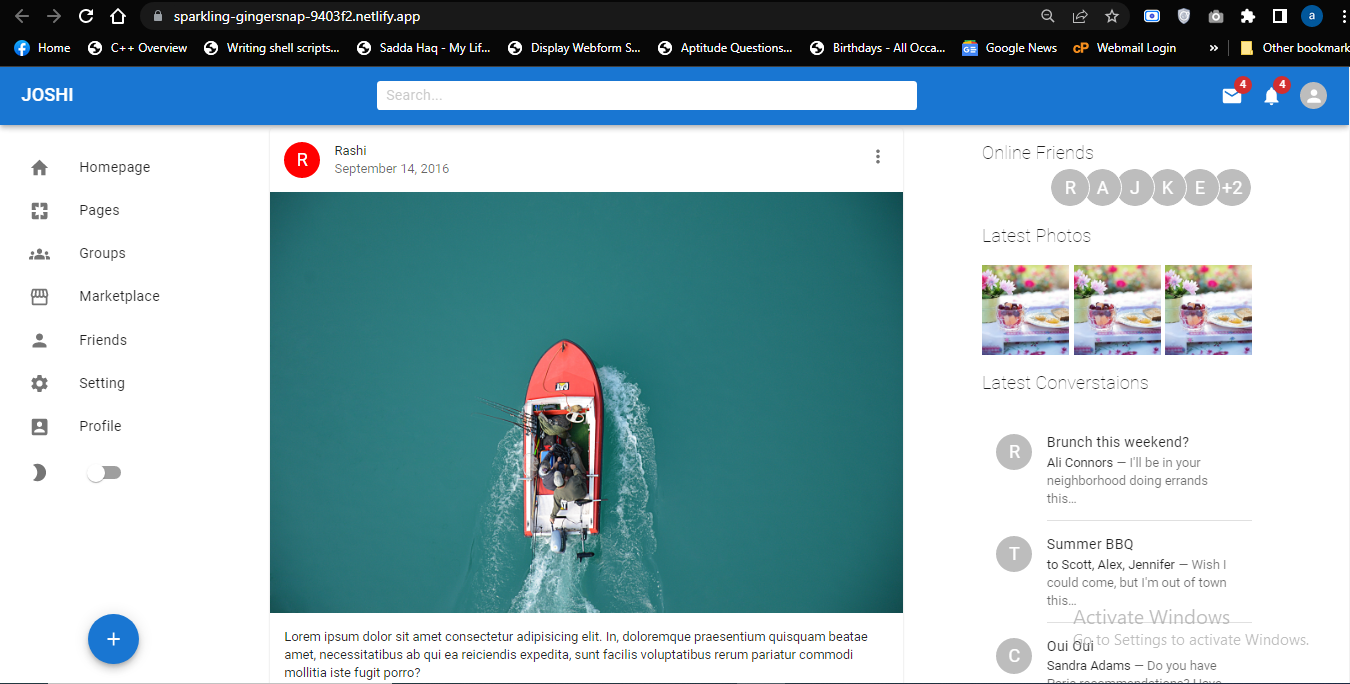 sparkling-gingersnap-9403f2.netlify.app
a
Home
C++ Overview
Writing shell scripts...
Sadda Haq - My Lif...
Display Webform S...
Aptitude Questions...
Birthdays - All Occa...
Google News
cP Webmail Login
»
Other bookmark
JOSHI
Search...
4
4
Homepage
Pages
Groups
Marketplace
Friends
Setting
Profile
+
R
Rashi
September 14, 2016
Lorem ipsum dolor sit amet consectetur adipisicing elit. In, doloremque praesentium quisquam beatae
amet, necessitatibus ab qui ea reiciendis expedita, sunt facilis voluptatibus rerum pariatur commodi
mollitia iste fugit porro?
Online Friends
R A J K E +2
Latest Photos
Latest Converstaions
R
Brunch this weekend?
Ali Connors — I'll be in your
neighborhood doing errands
this…
T
Summer BBQ
to Scott, Alex, Jennifer — Wish I
could come, but I'm out of town
this…
C
Oui Oui
Sandra Adams — Do you have
Paris recommendations? Have
Activate Windows
Go to Settings to activate Windows.